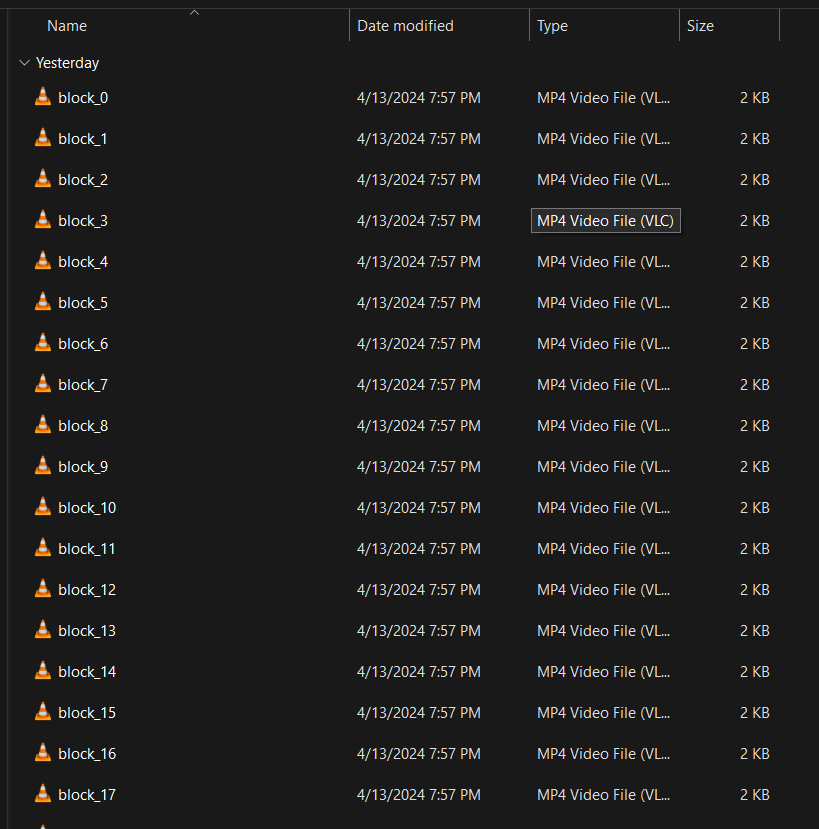 Name Date modified Type Size
Yesterday
block_0 4/13/2024 7:57 PM MP4 Video File (VL... 2 KB
block_1 4/13/2024 7:57 PM MP4 Video File (VL... 2 KB
block_2 4/13/2024 7:57 PM MP4 Video File (VL... 2 KB
block_3 4/13/2024 7:57 PM MP4 Video File (VLC) 2 KB
block_4 4/13/2024 7:57 PM MP4 Video File (VL... 2 KB
block_5 4/13/2024 7:57 PM MP4 Video File (VL... 2 KB
block_6 4/13/2024 7:57 PM MP4 Video File (VL... 2 KB
block_7 4/13/2024 7:57 PM MP4 Video File (VL... 2 KB
block_8 4/13/2024 7:57 PM MP4 Video File (VL... 2 KB
block_9 4/13/2024 7:57 PM MP4 Video File (VL... 2 KB
block_10 4/13/2024 7:57 PM MP4 Video File (VL... 2 KB
block_11 4/13/2024 7:57 PM MP4 Video File (VL... 2 KB
block_12 4/13/2024 7:57 PM MP4 Video File (VL... 2 KB
block_13 4/13/2024 7:57 PM MP4 Video File (VL... 2 KB
block_14 4/13/2024 7:57 PM MP4 Video File (VL... 2 KB
block_15 4/13/2024 7:57 PM MP4 Video File (VL... 2 KB
block_16 4/13/2024 7:57 PM MP4 Video File (VL... 2 KB
block_17 4/13/2024 7:57 PM MP4 Video File (VL... 2 KB